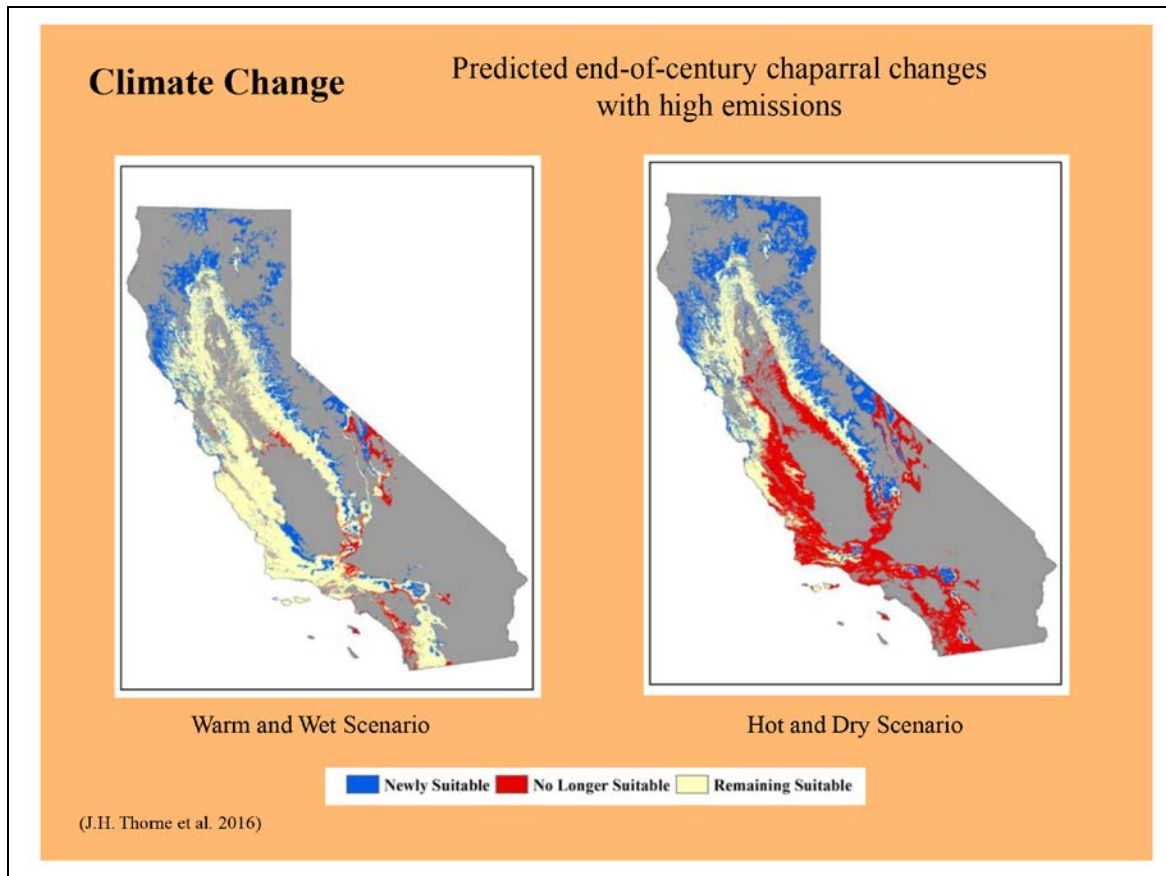 Climate Change
Predicted end-of-century chaparral changes
with high emissions
Warm and Wet Scenario
Hot and Dry Scenario
Newly Suitable No Longer Suitable Remaining Suitable
(J.H. Thorne et al. 2016)